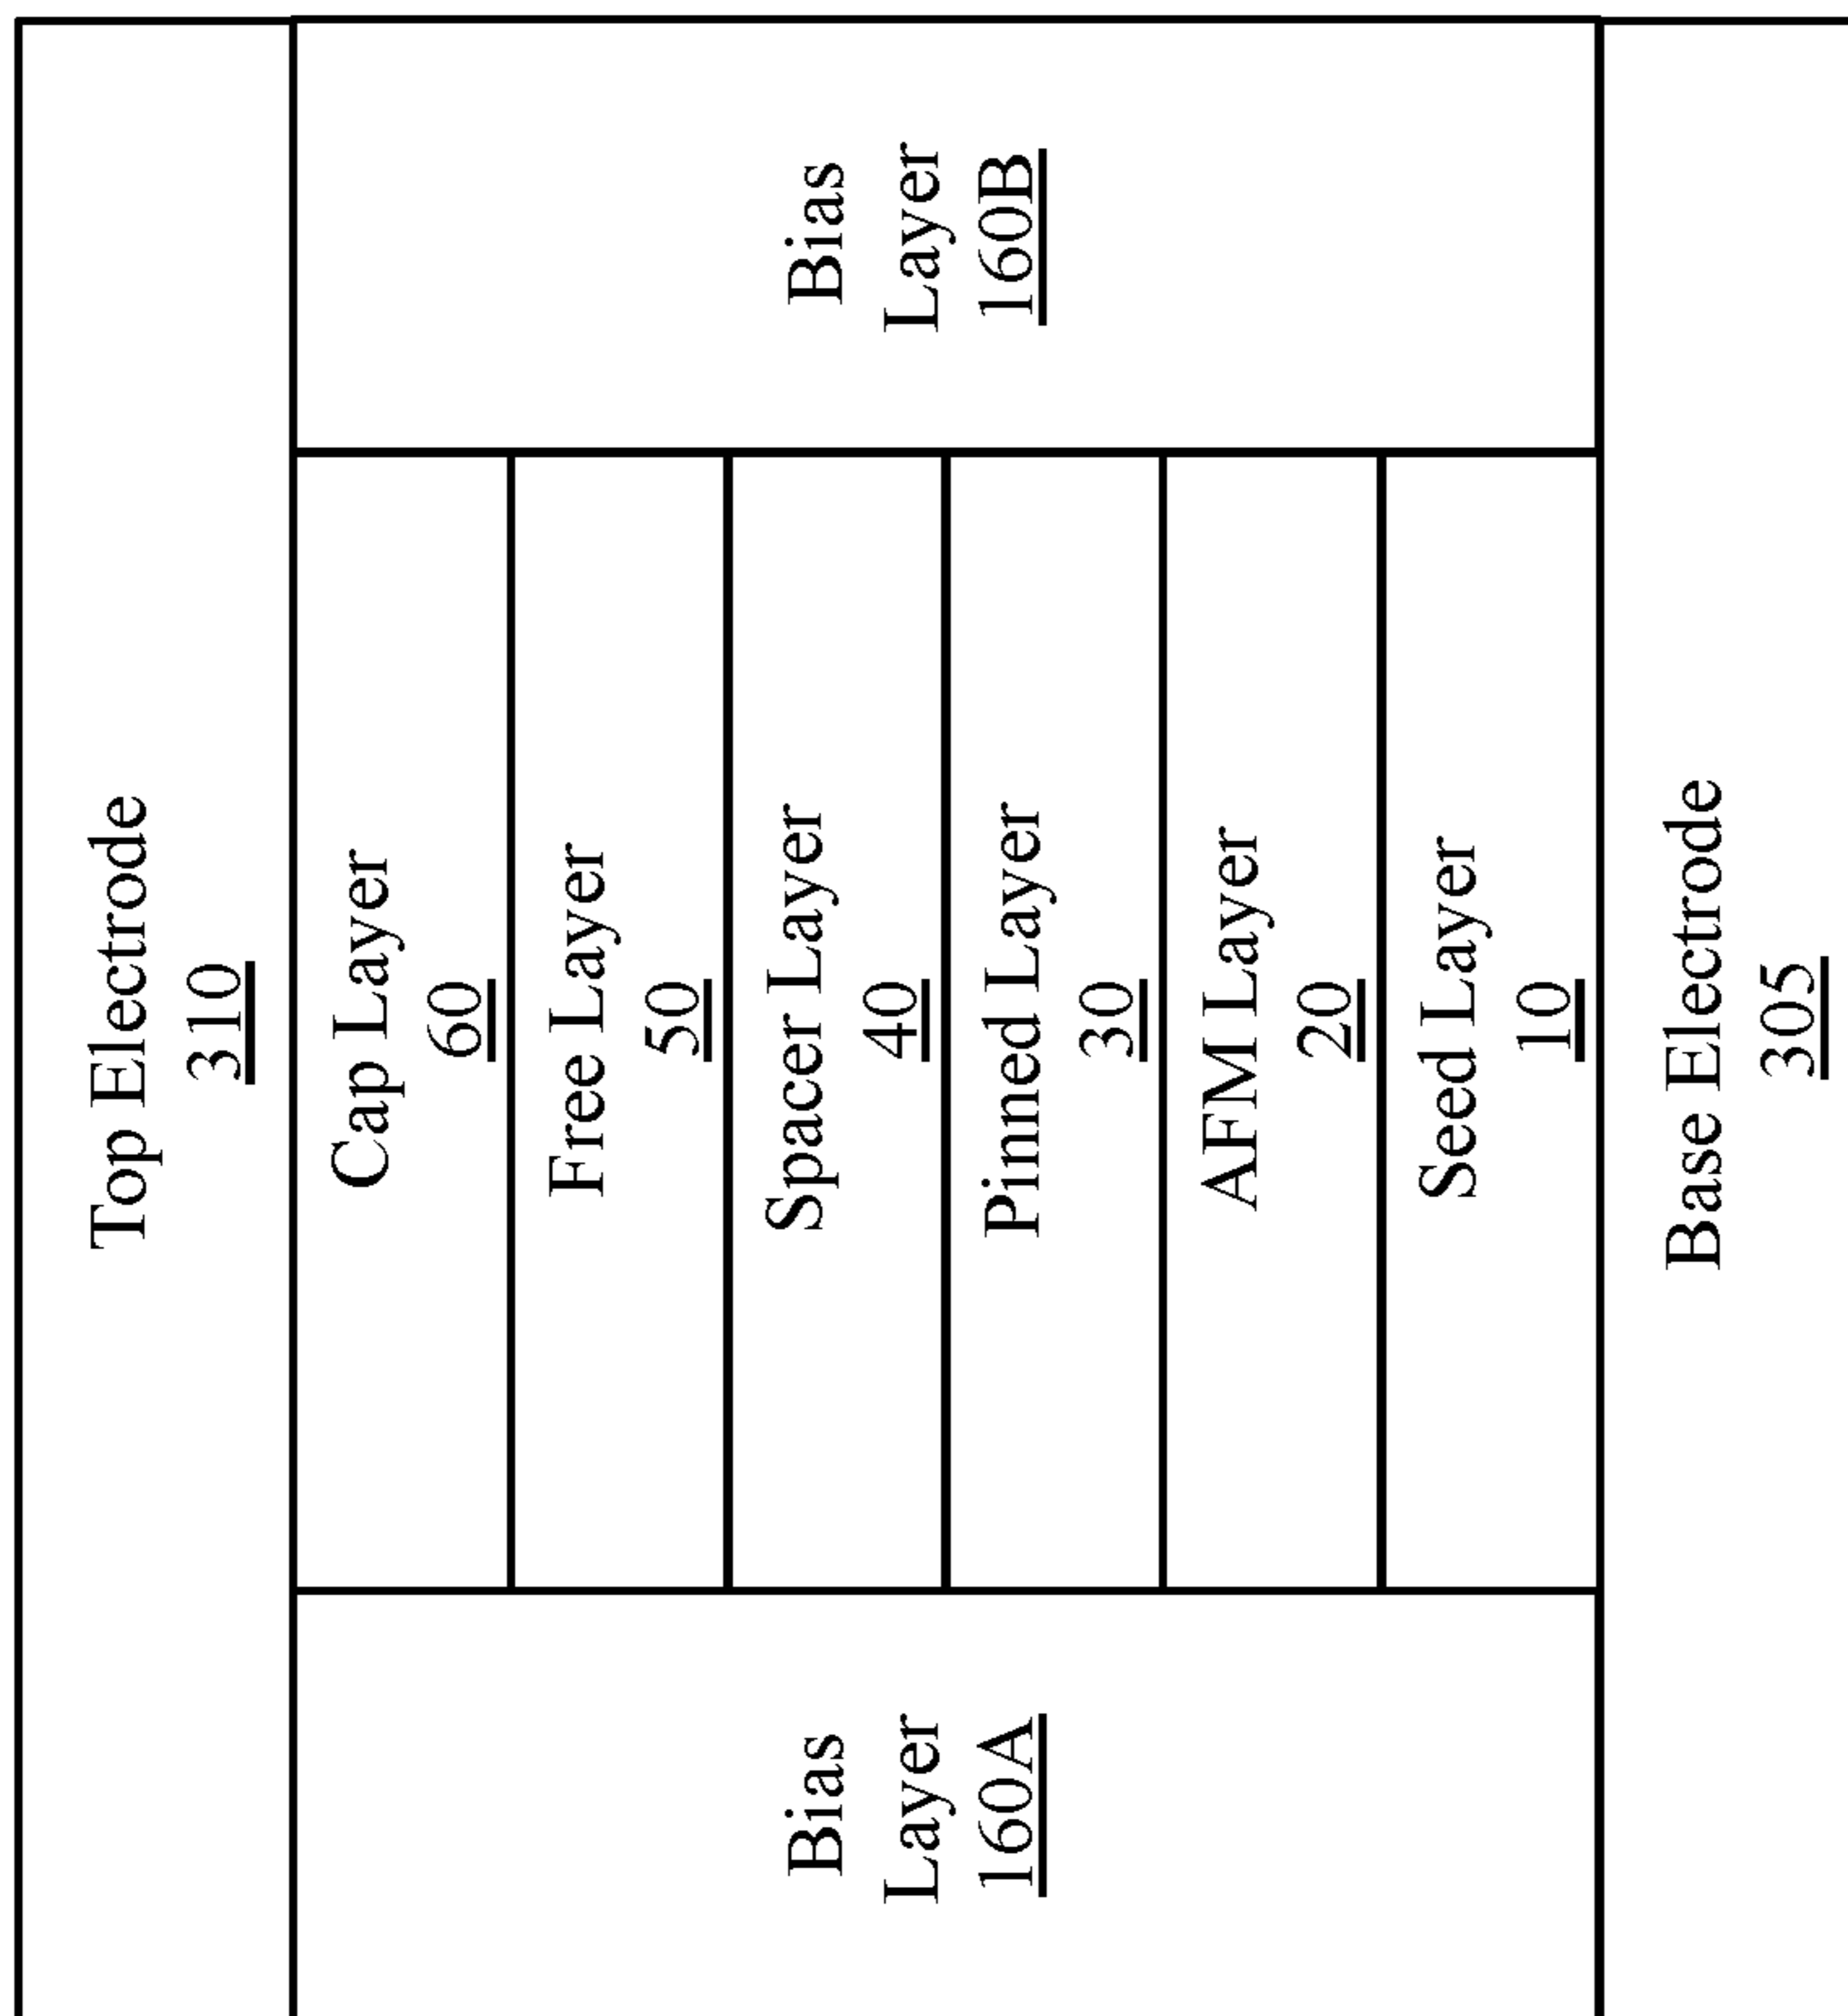 Top Electrode
310
Bias
Layer
160A
Cap Layer
60
Free Layer
50
Spacer Layer
40
Pinned Layer
30
AFM Layer
20
Seed Layer
10
Bias
Layer
160B
Base Electrode
305